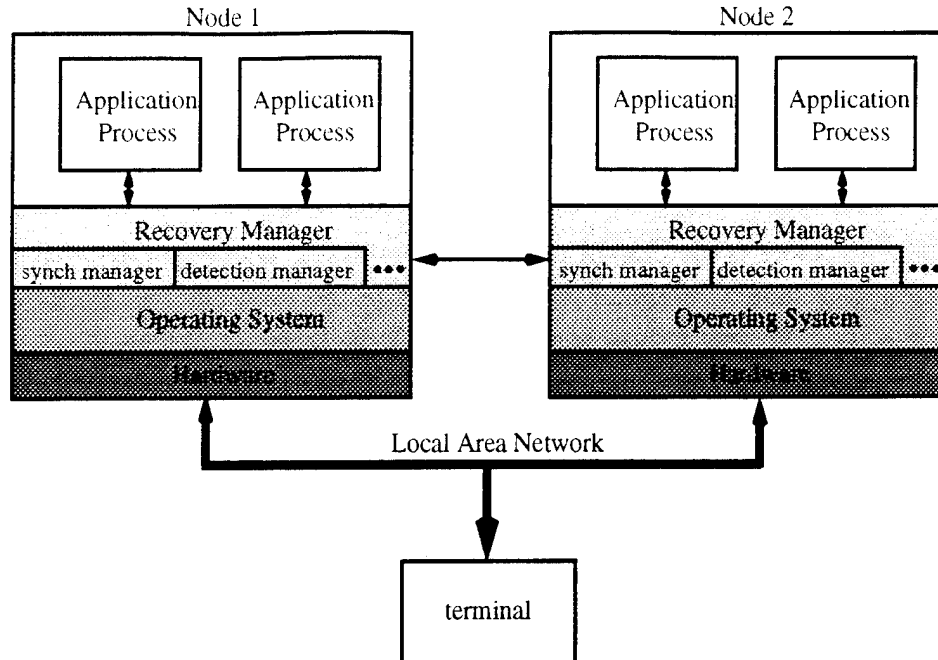 Node 1
Node 2
Application
Process
Application
Process
Application
Process
Application
Process
Recovery Manager
synch manager
detection manager
•••
Recovery Manager
synch manager
detection manager
•••
Operating System
Operating System
Hardware
Hardware
Local Area Network
terminal